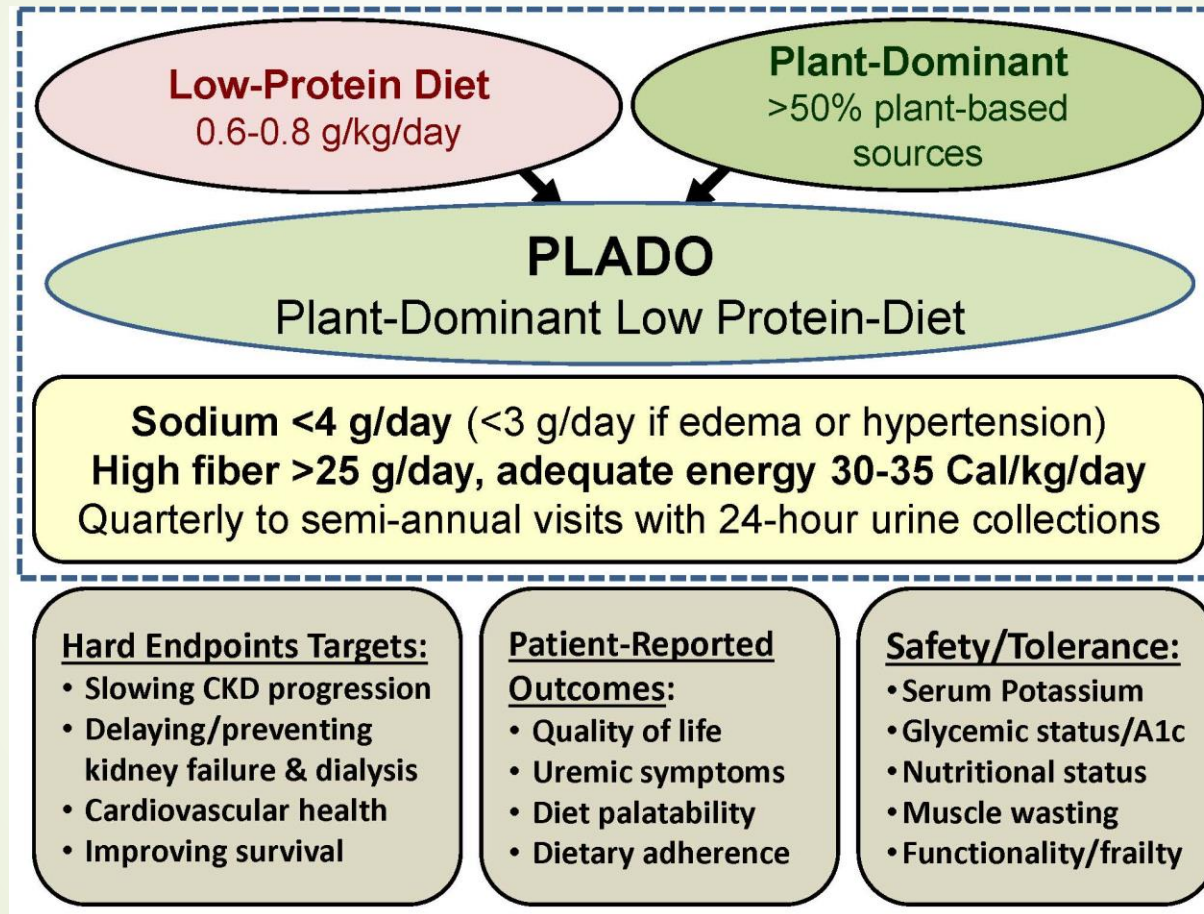 Low-Protein Diet
0.6-0.8 g/kg/day
Plant-Dominant
>50% plant-based
sources
PLADO
Plant-Dominant Low Protein-Diet
Sodium <4 g/day (<3 g/day if edema or hypertension)
High fiber >25 g/day, adequate energy 30-35 Cal/kg/day
Quarterly to semi-annual visits with 24-hour urine collections
Hard Endpoints Targets:
• Slowing CKD progression
• Delaying/preventing
kidney failure & dialysis
• Cardiovascular health
• Improving survival
Patient-Reported
Outcomes:
• Quality of life
• Uremic symptoms
• Diet palatability
• Dietary adherence
Safety/Tolerance:
• Serum Potassium
• Glycemic status/A1c
• Nutritional status
• Muscle wasting
• Functionality/frailty